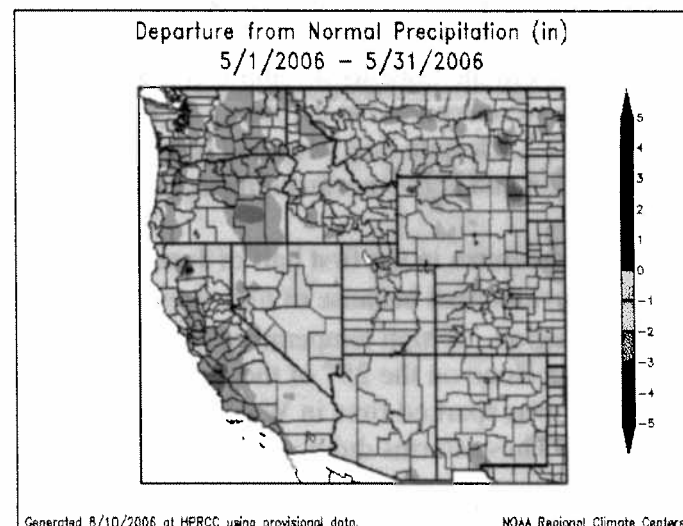 Departure from Normal Precipitation (in)
5/1/2006 – 5/31/2006
5
4
3
2
1
0
-1
-2
-3
-4
-5
Generated 8/10/2006 at HPRCC using provisional data.
NOAA Regional Climate Centers